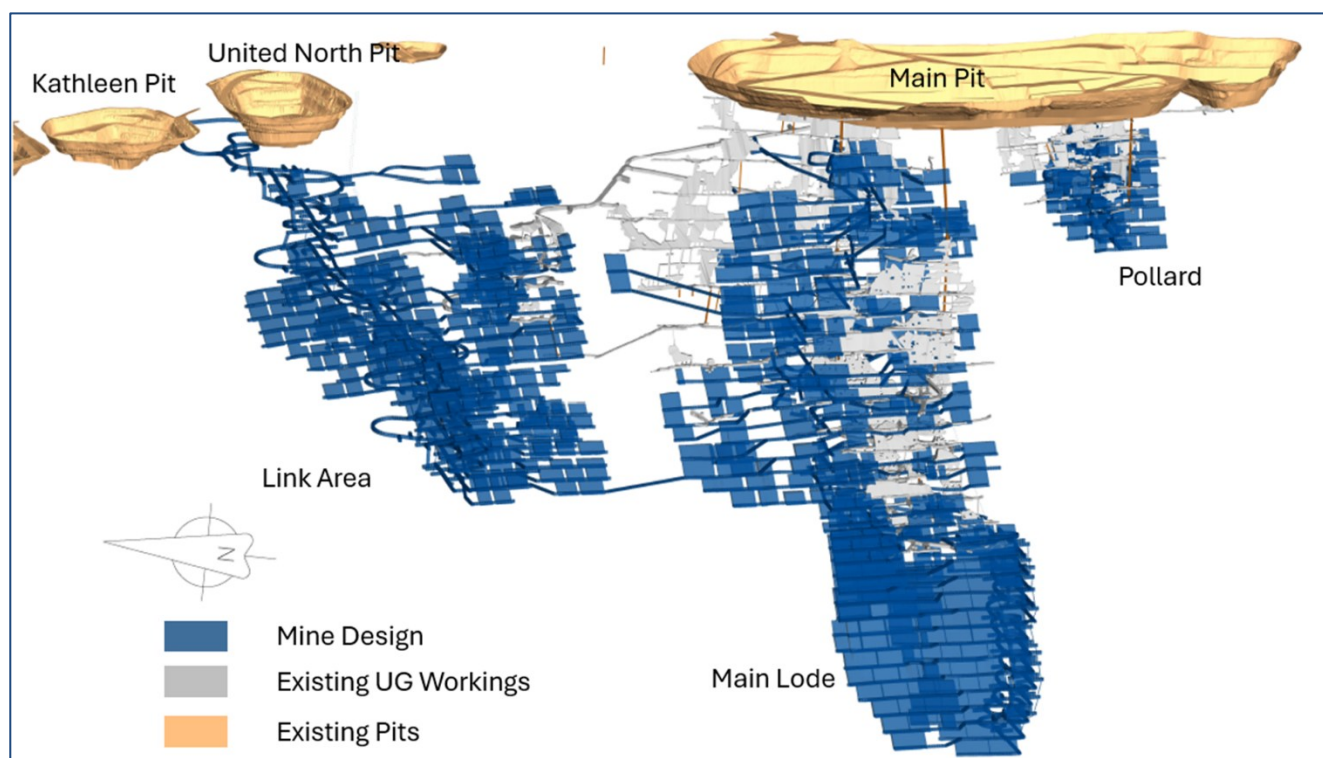 United North Pit
Kathleen Pit
Main Pit
Pollard
Link Area
N
Mine Design
Existing UG Workings
Existing Pits
Main Lode